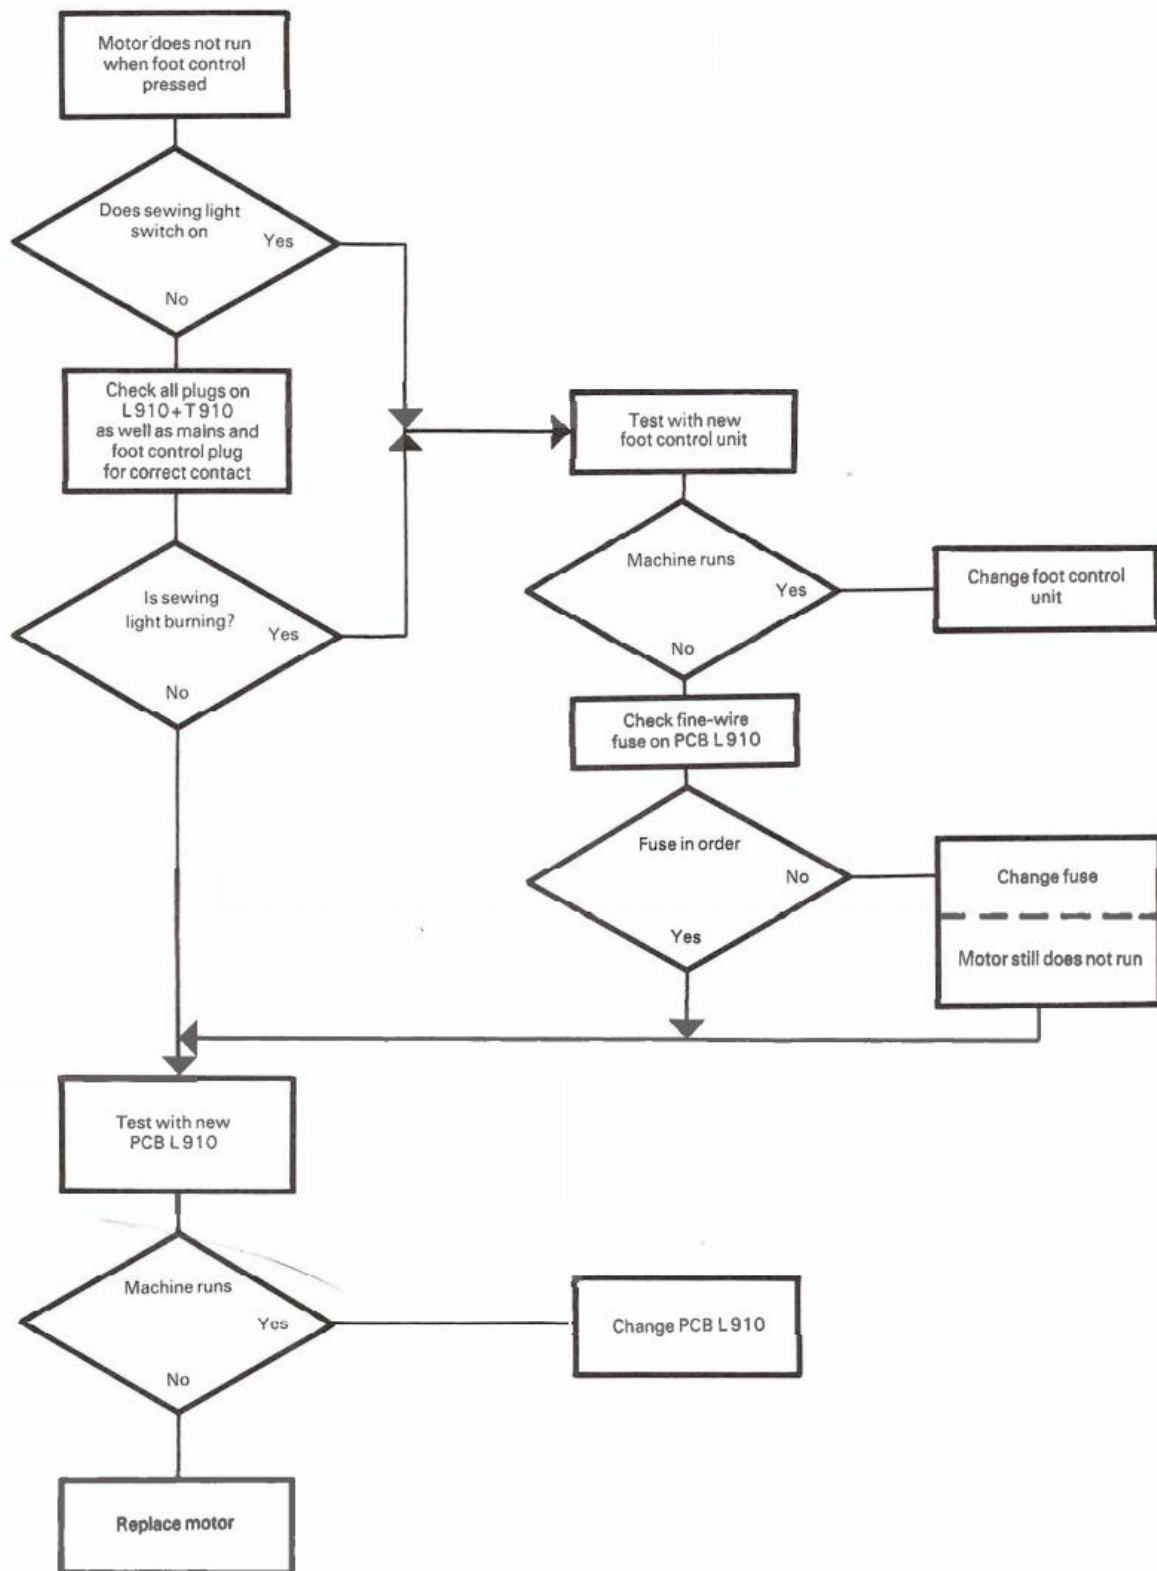 Motor does not run
when foot control
pressed
Does sewing light
switch on
Yes
No
Check all plugs on
L910+T910
as well as mains and
foot control plug
for correct contact
Is sewing
light burning?
Yes
No
Test with new
foot control unit
Machine runs
Yes
No
Change foot control
unit
Check fine-wire
fuse on PCB L910
Fuse in order
No
Yes
Change fuse
Motor still does not run
Test with new
PCB L910
Machine runs
Yes
No
Change PCB L910
Replace motor